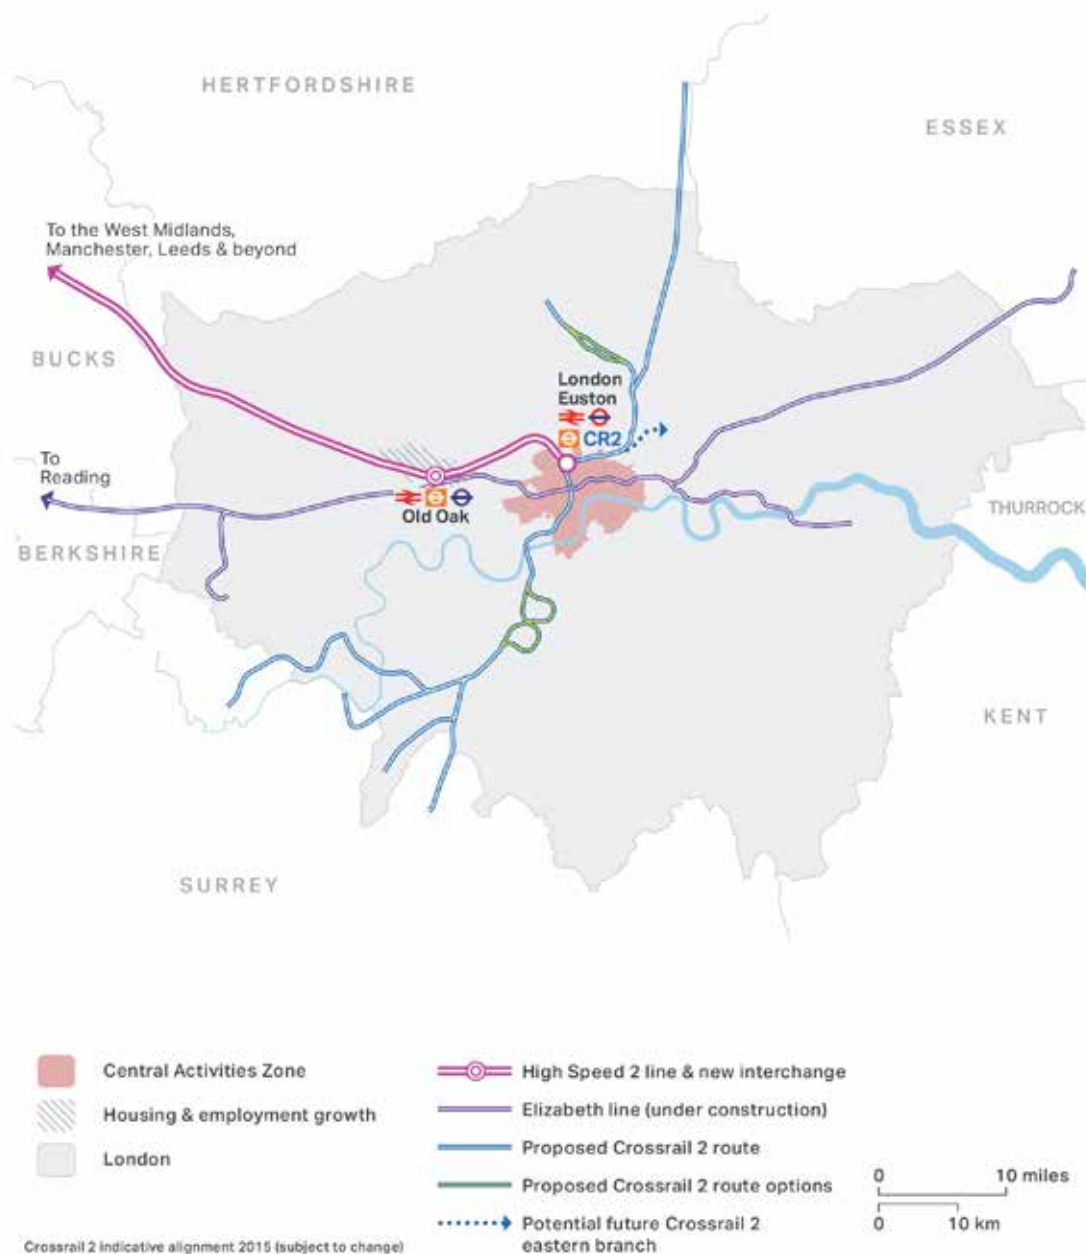 HERTFORDSHIRE
ESSEX
To the West Midlands,
Manchester, Leeds & beyond
BUCKS
London
Euston
CR2
To
Reading
Old Oak
THURROCK
BERKSHIRE
KENT
SURREY
Central Activities Zone
Housing & employment growth
London
High Speed 2 line & new interchange
Elizabeth line (under construction)
Proposed Crossrail 2 route
Proposed Crossrail 2 route options
Potential future Crossrail 2
eastern branch
0 10 miles
0 10 km
Crossrail 2 indicative alignment 2015 (subject to change)